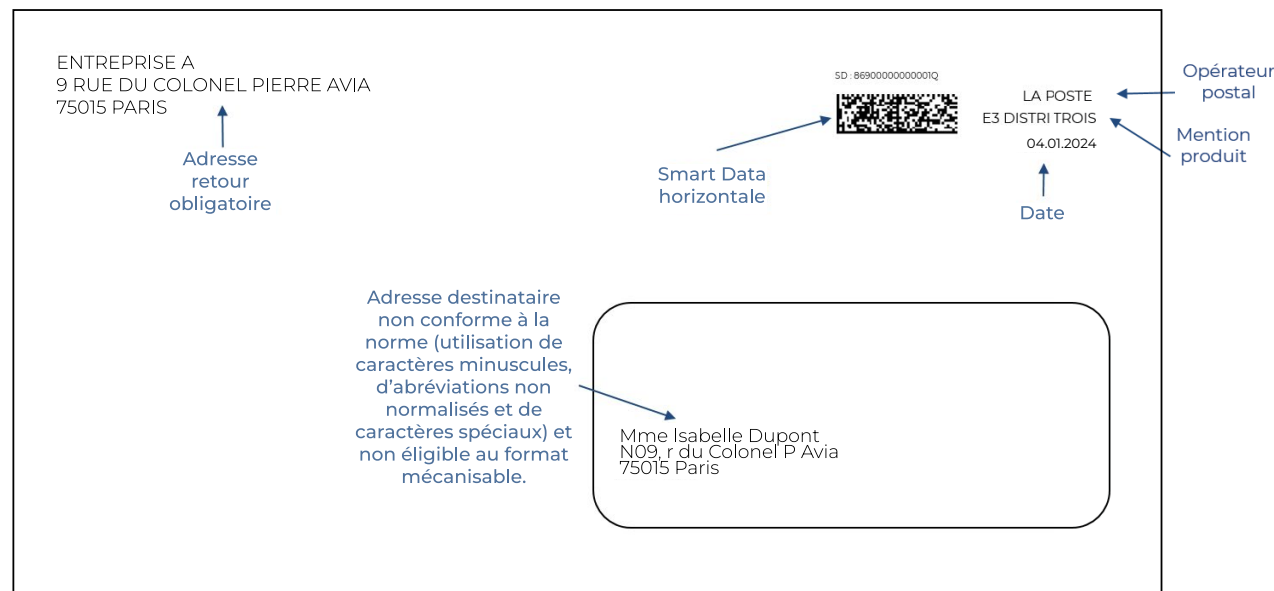 ENTREPRISE A
9 RUE DU COLONEL PIERRE AVIA
75015 PARIS
Adresse
retour
obligatoire
SD : 86900000000001Q
Smart Data
horizontale
LA POSTE
E3 DISTRI TROIS
04.01.2024
Date
Opérateur
postal
Mention
produit
Adresse destinataire
non conforme à la
norme (utilisation de
caractères minuscules,
d'abréviations non
normalisés et de
caractères spéciaux) et
non éligible au format
mécanisable.
Mme Isabelle Dupont
N09, r du Colonel P Avia
75015 Paris